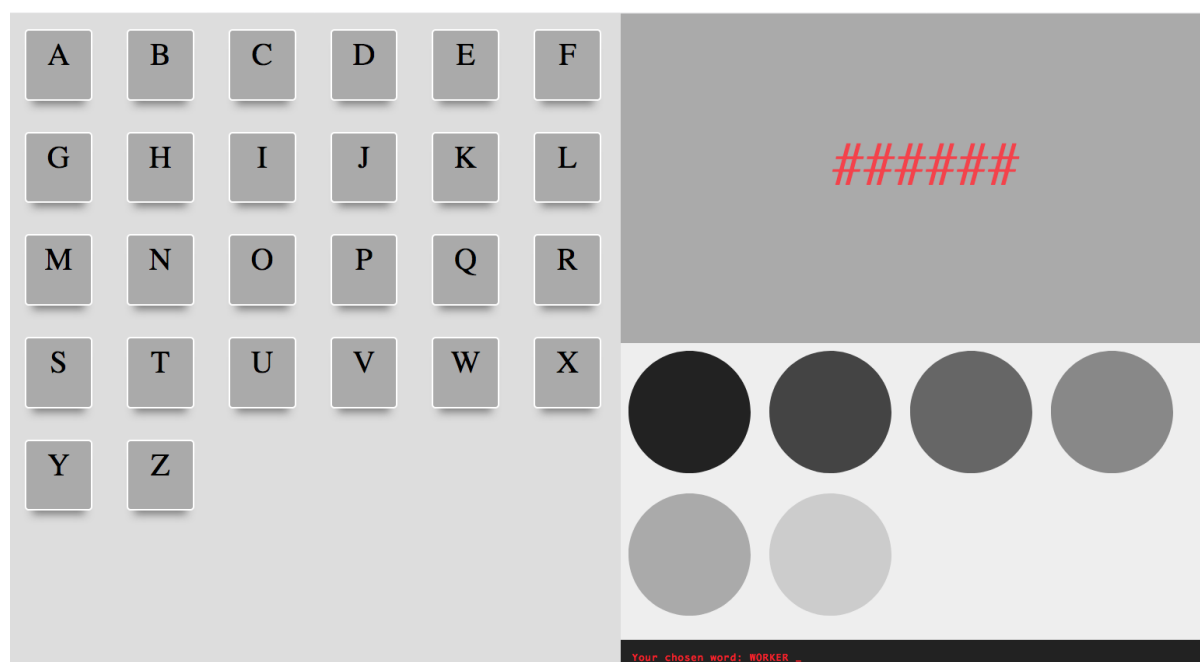 A B C D E F
G H I J K L
M N O P Q R
S T U V W X
Y Z
######
Your chosen word: WORKER _